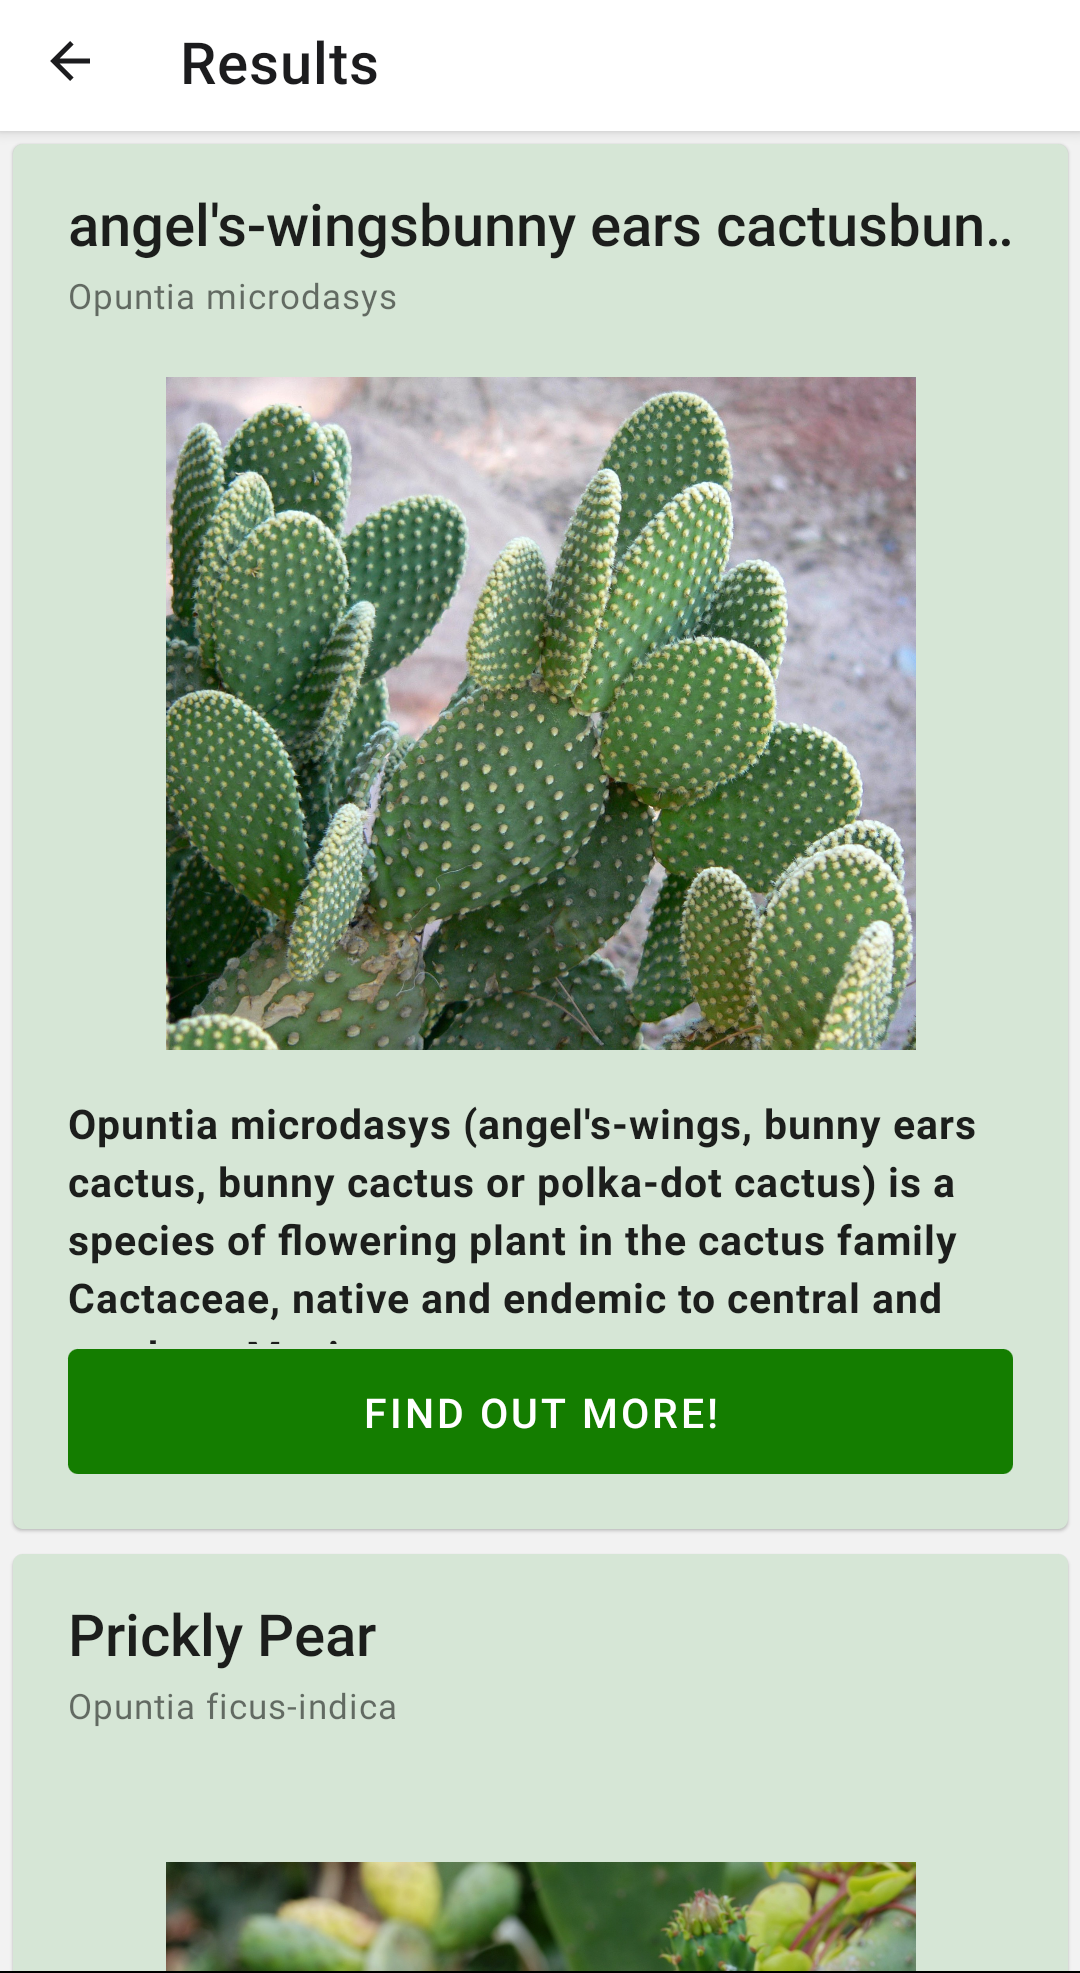 Results
angel's-wingsbunny ears cactusbun..
Opuntia microdasys
Opuntia microdasys (angel's-wings, bunny ears
cactus, bunny cactus or polka-dot cactus) is a
species of flowering plant in the cactus family
Cactaceae, native and endemic to central and
FIND OUT MORE!
Prickly Pear
Opuntia ficus-indica